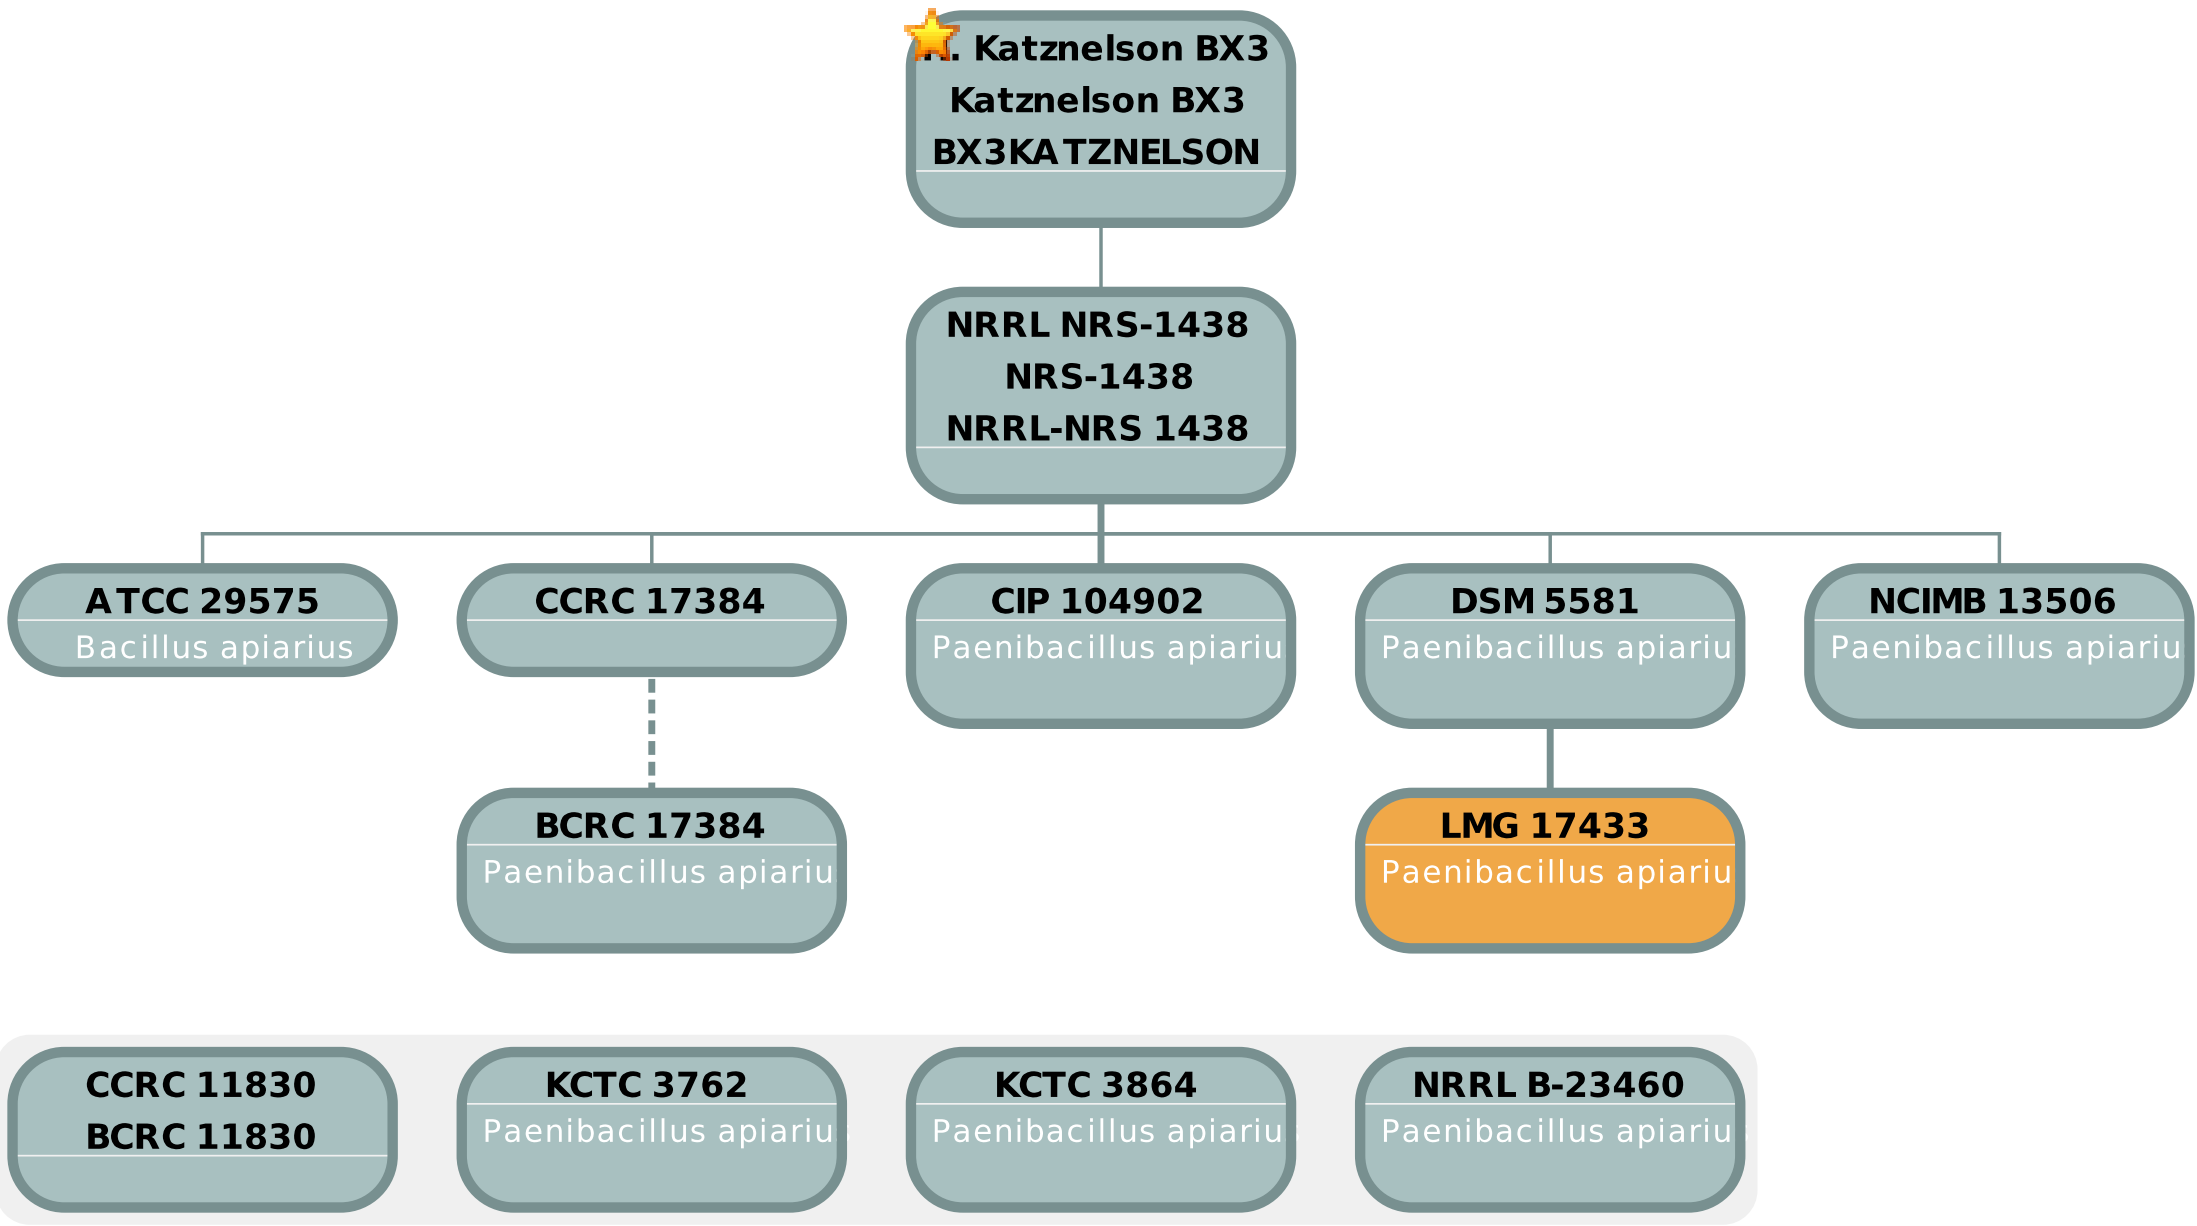 . Katznelson BX3
Katznelson BX3
BX3KATZNELSON
NRRL NRS-1438
NRS-1438
NRRL-NRS 1438
ATCC 29575
Bacillus apiarius
CCRC 17384
CIP 104902
Paenibacillus apiariu
DSM 5581
Paenibacillus apiariu
NCIMB 13506
Paenibacillus apiariu
BCRC 17384
Paenibacillus apiariu
LMG 17433
Paenibacillus apiariu
CCRC 11830
BCRC 11830
KCTC 3762
Paenibacillus apiariu
KCTC 3864
Paenibacillus apiariu
NRRL B-23460
Paenibacillus apiariu